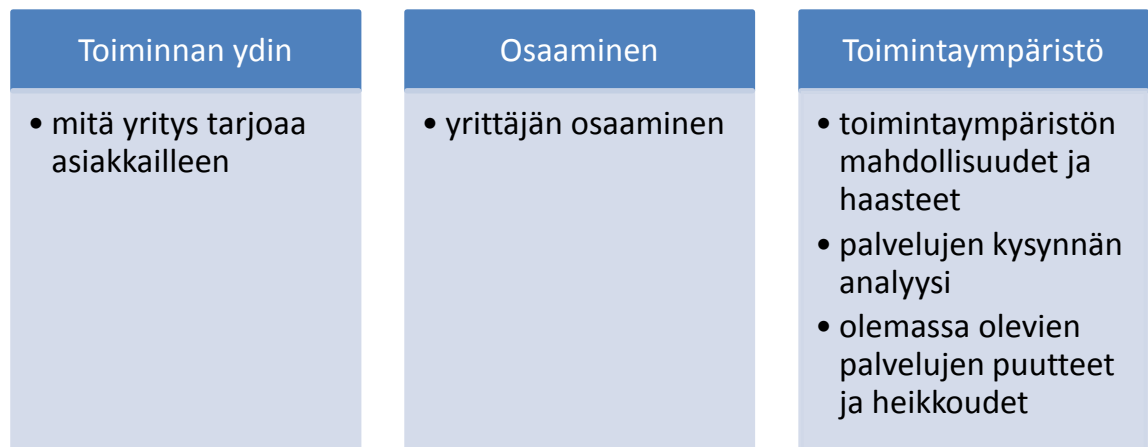 Toiminnan ydin
• mitä yritys tarjoaa
asiakkailleen
Osaaminen
• yrittäjän osaaminen
Toimintaympäristö
• toimintaympäristön
mahdollisuudet ja
haasteet
• palvelujen kysynnän
analyysi
• olemassa olevien
palvelujen puutteet
ja heikkoudet